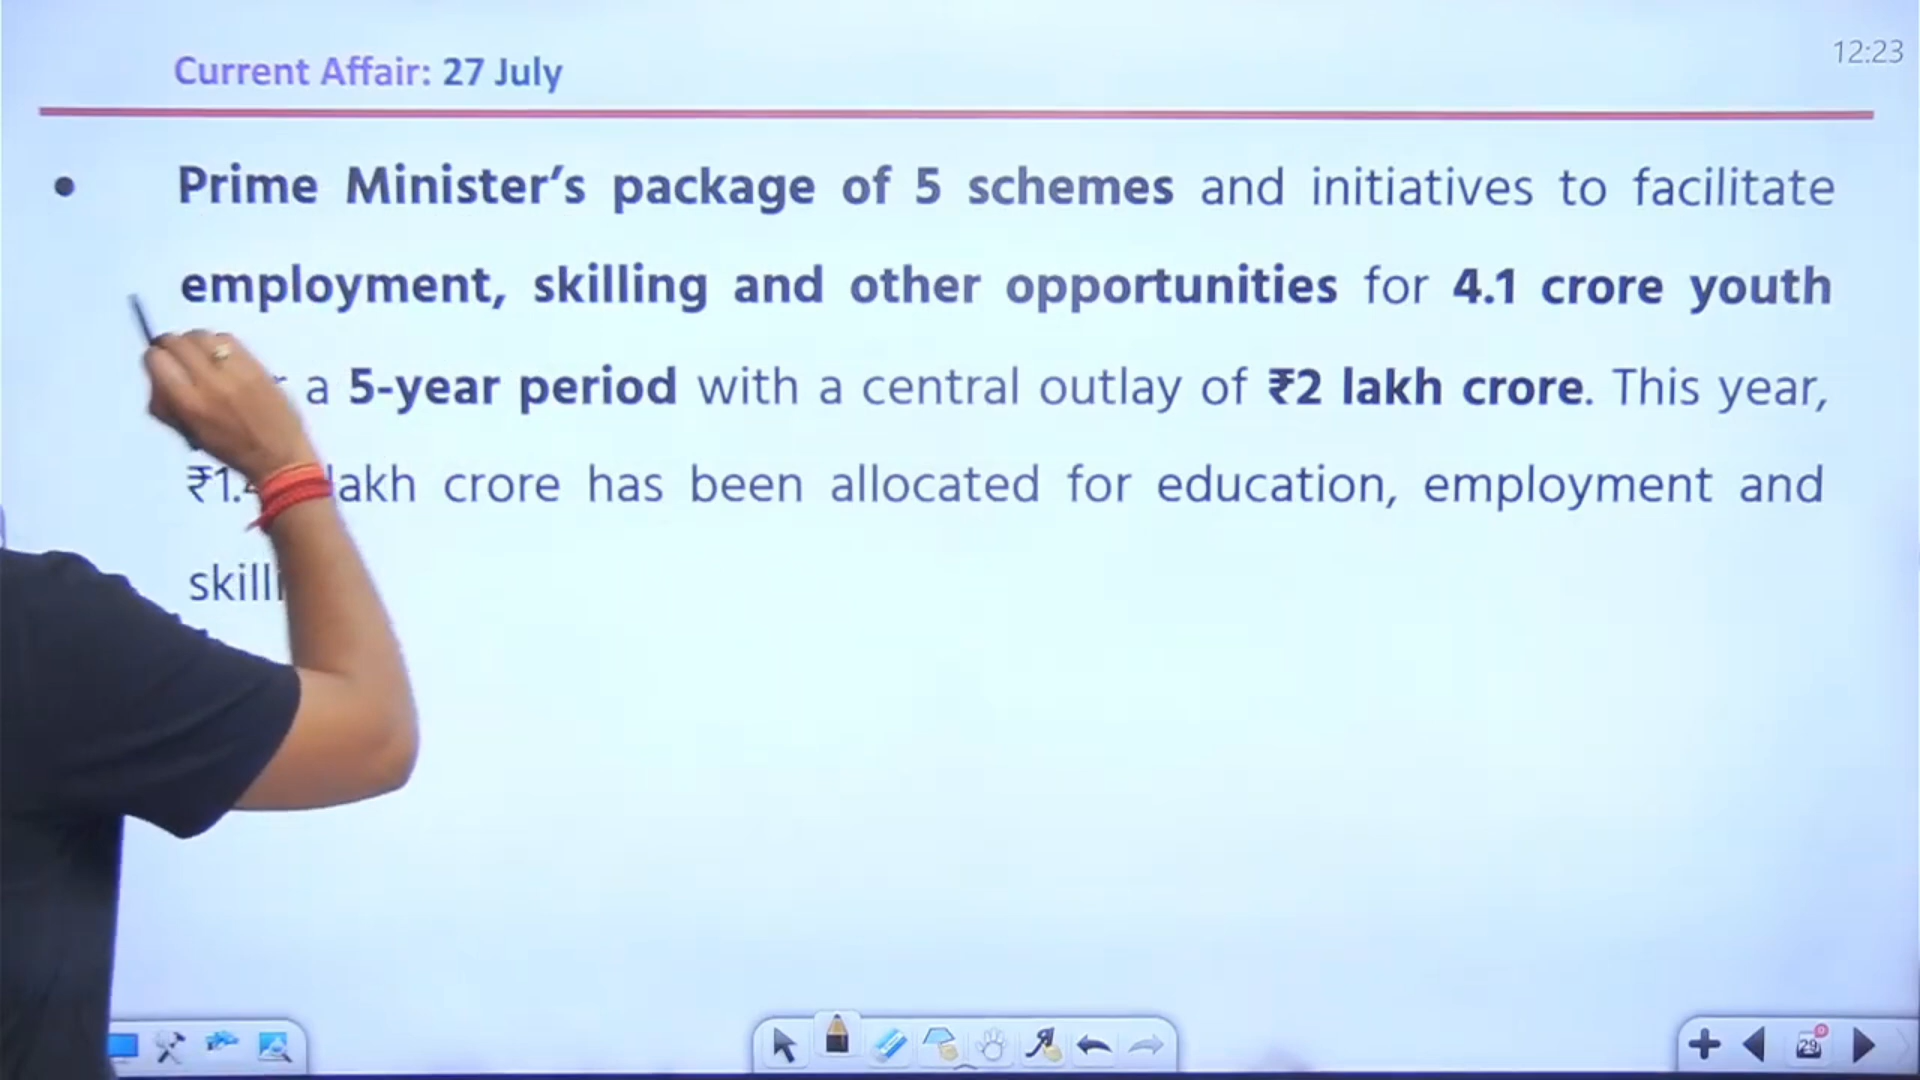 Current Affair: 27 July
12:23
• Prime Minister’s package of 5 schemes and initiatives to facilitate
employment, skilling and other opportunities for 4.1 crore youth
a 5-year period with a central outlay of ₹2 lakh crore. This year,
crore has been allocated for education, employment and
29